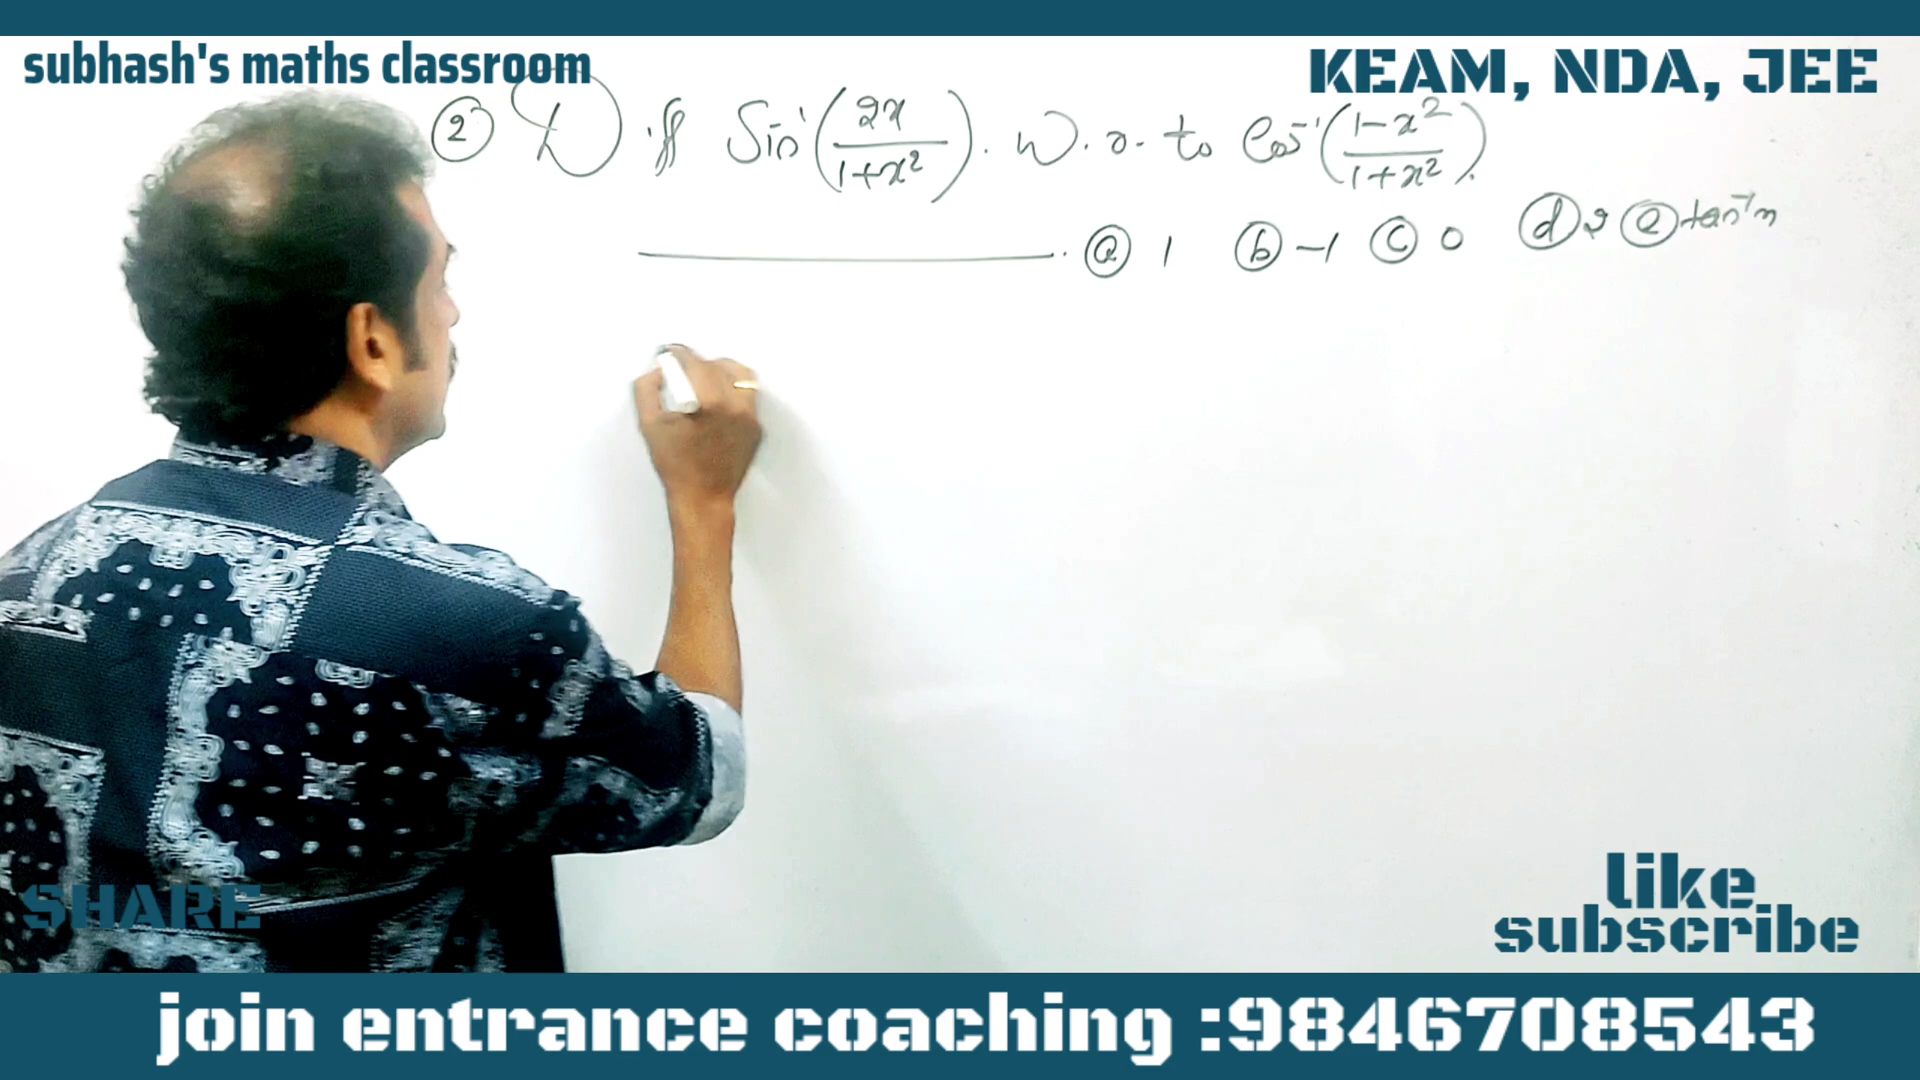 subhash's maths classroom
KEAM, NDA, JEE
② Diff Sin⁻¹(2x/1+x²). w.r. to Cos⁻¹(1-x²/1+x²).
ⓐ 1 ⓑ -1 ⓒ 0 ⓓ 2 ⓔ tan⁻¹x
SHARE
like
subscribe
join entrance coaching :9846708543